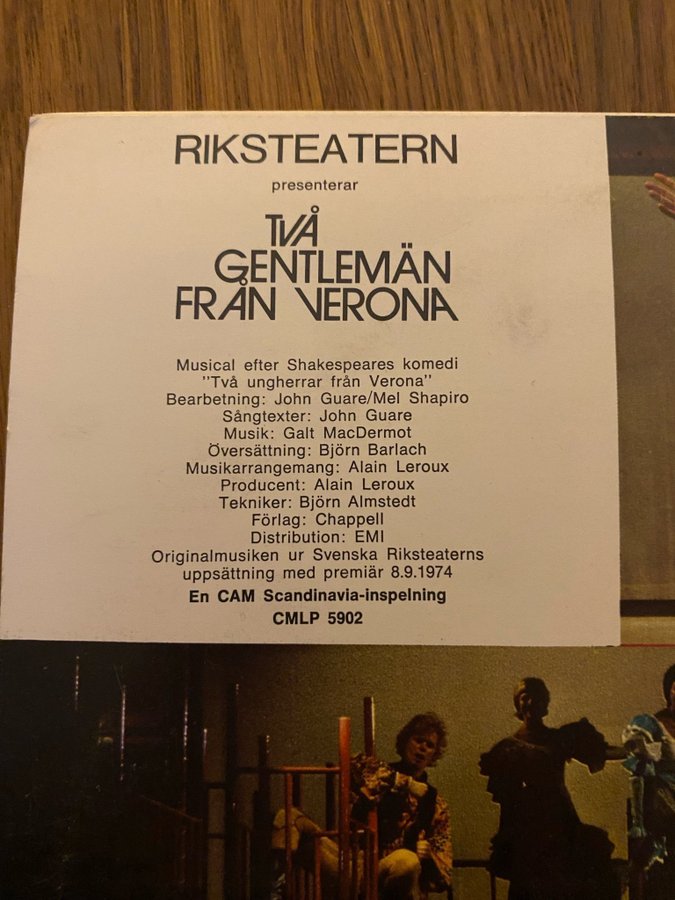 RIKSTEATERN
presenterar
TVÅ
GENTLEMÄN
FRÅN VERONA
Musical efter Shakespeares komedi
"Två ungherrar från Verona"
Bearbetning: John Guare/Mel Shapiro
Sångtexter: John Guare
Musik: Galt MacDermot
Översättning: Björn Barlach
Musikarrangemang: Alain Leroux
Producent: Alain Leroux
Tekniker: Björn Almstedt
Förlag: Chappell
Distribution: EMI
Originalmusiken ur Svenska Riksteaterns
uppsättning med premiär 8.9.1974
En CAM Scandinavia-inspelning
CMLP 5902